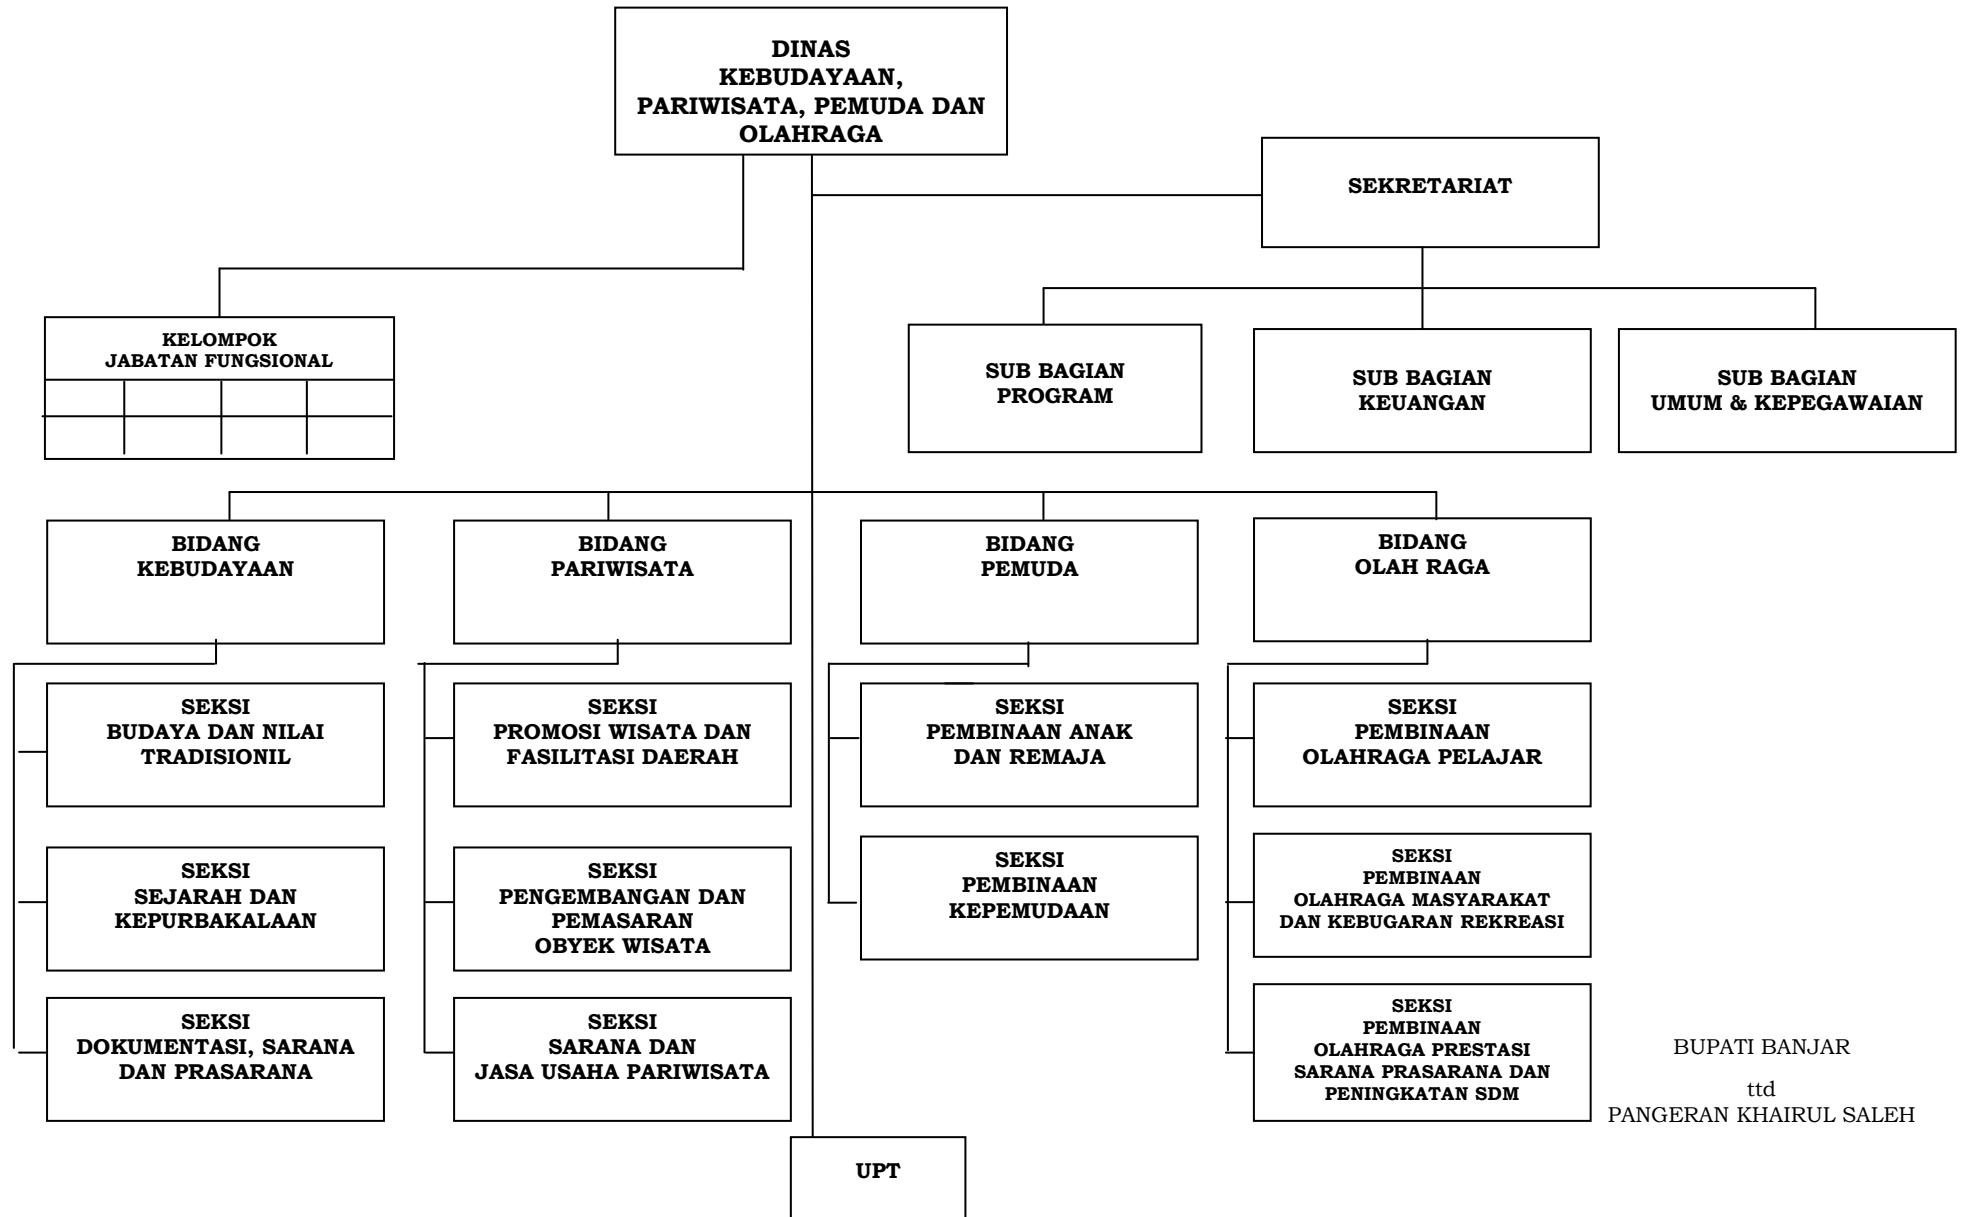 DINAS
KEBUDAYAAN,
PARIWISATA, PEMUDA DAN
OLAHRAGA
SEKRETARIAT
KELOMPOK
JABATAN FUNGSIONAL
SUB BAGIAN
PROGRAM
SUB BAGIAN
KEUANGAN
SUB BAGIAN
UMUM & KEPEGAWAIAN
BIDANG
KEBUDAYAAN
BIDANG
PARIWISATA
BIDANG
PEMUDA
BIDANG
OLAH RAGA
SEKSI
BUDAYA DAN NILAI
TRADISIONIL
SEKSI
PROMOSI WISATA DAN
FASILITASI DAERAH
SEKSI
PEMBINAAN ANAK
DAN REMAJA
SEKSI
PEMBINAAN
OLAHRAGA PELAJAR
SEKSI
SEJARAH DAN
KEPURBAKALAAN
SEKSI
PENGEMBANGAN DAN
PEMASARAN
OBYEK WISATA
SEKSI
PEMBINAAN
KEPEMUDAAN
SEKSI
PEMBINAAN
OLAHRAGA MASYARAKAT
DAN KEBUGARAN REKREASI
SEKSI
DOKUMENTASI, SARANA
DAN PRASARANA
SEKSI
SARANA DAN
JASA USAHA PARIWISATA
SEKSI
PEMBINAAN
OLAHRAGA PRESTASI
SARANA PRASARANA DAN
PENINGKATAN SDM
BUPATI BANJAR
ttd
PANGERAN KHAIRUL SALEH
UPT